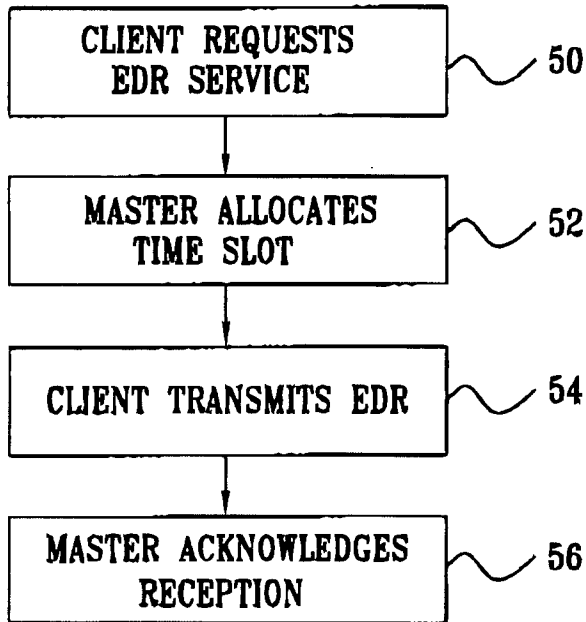 CLIENT REQUESTS
EDR SERVICE
50
MASTER ALLOCATES
TIME SLOT
52
CLIENT TRANSMITS EDR
54
MASTER ACKNOWLEDGES
RECEPTION
56